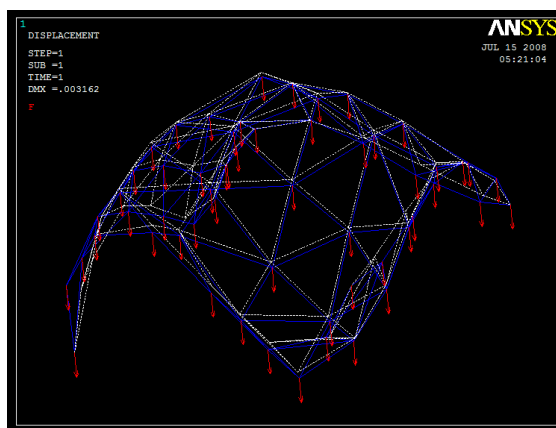 1
DISPLACEMENT
STEP=1
SUB =1
TIME=1
DMX =.003162
F
ANSYS
JUL 15 2008
05:21:04